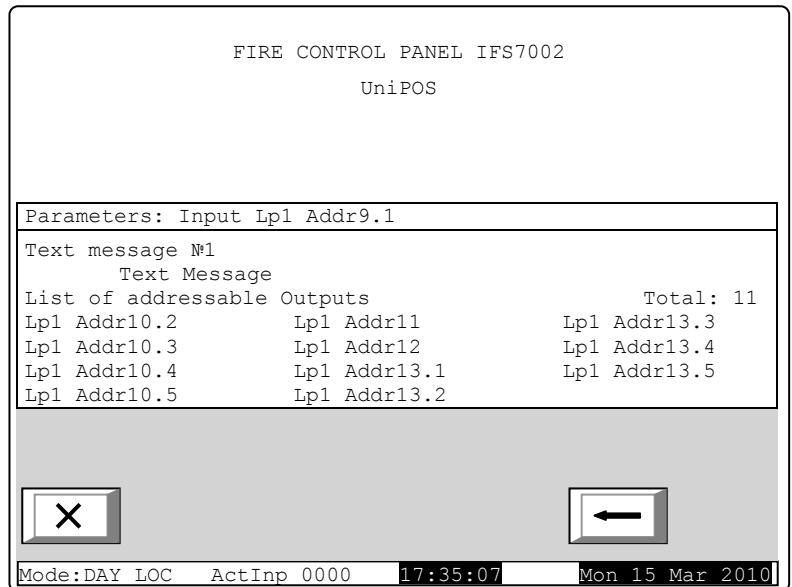 FIRE CONTROL PANEL IFS7002
UniPOS
Parameters: Input Lp1 Addr9.1
Text message №1
Text Message
List of addressable Outputs Total: 11
Lp1 Addr10.2 Lp1 Addr11 Lp1 Addr13.3
Lp1 Addr10.3 Lp1 Addr12 Lp1 Addr13.4
Lp1 Addr10.4 Lp1 Addr13.1 Lp1 Addr13.5
Lp1 Addr10.5 Lp1 Addr13.2
Mode:DAY LOC ActInp 0000 17:35:07 Mon 15 Mar 2010